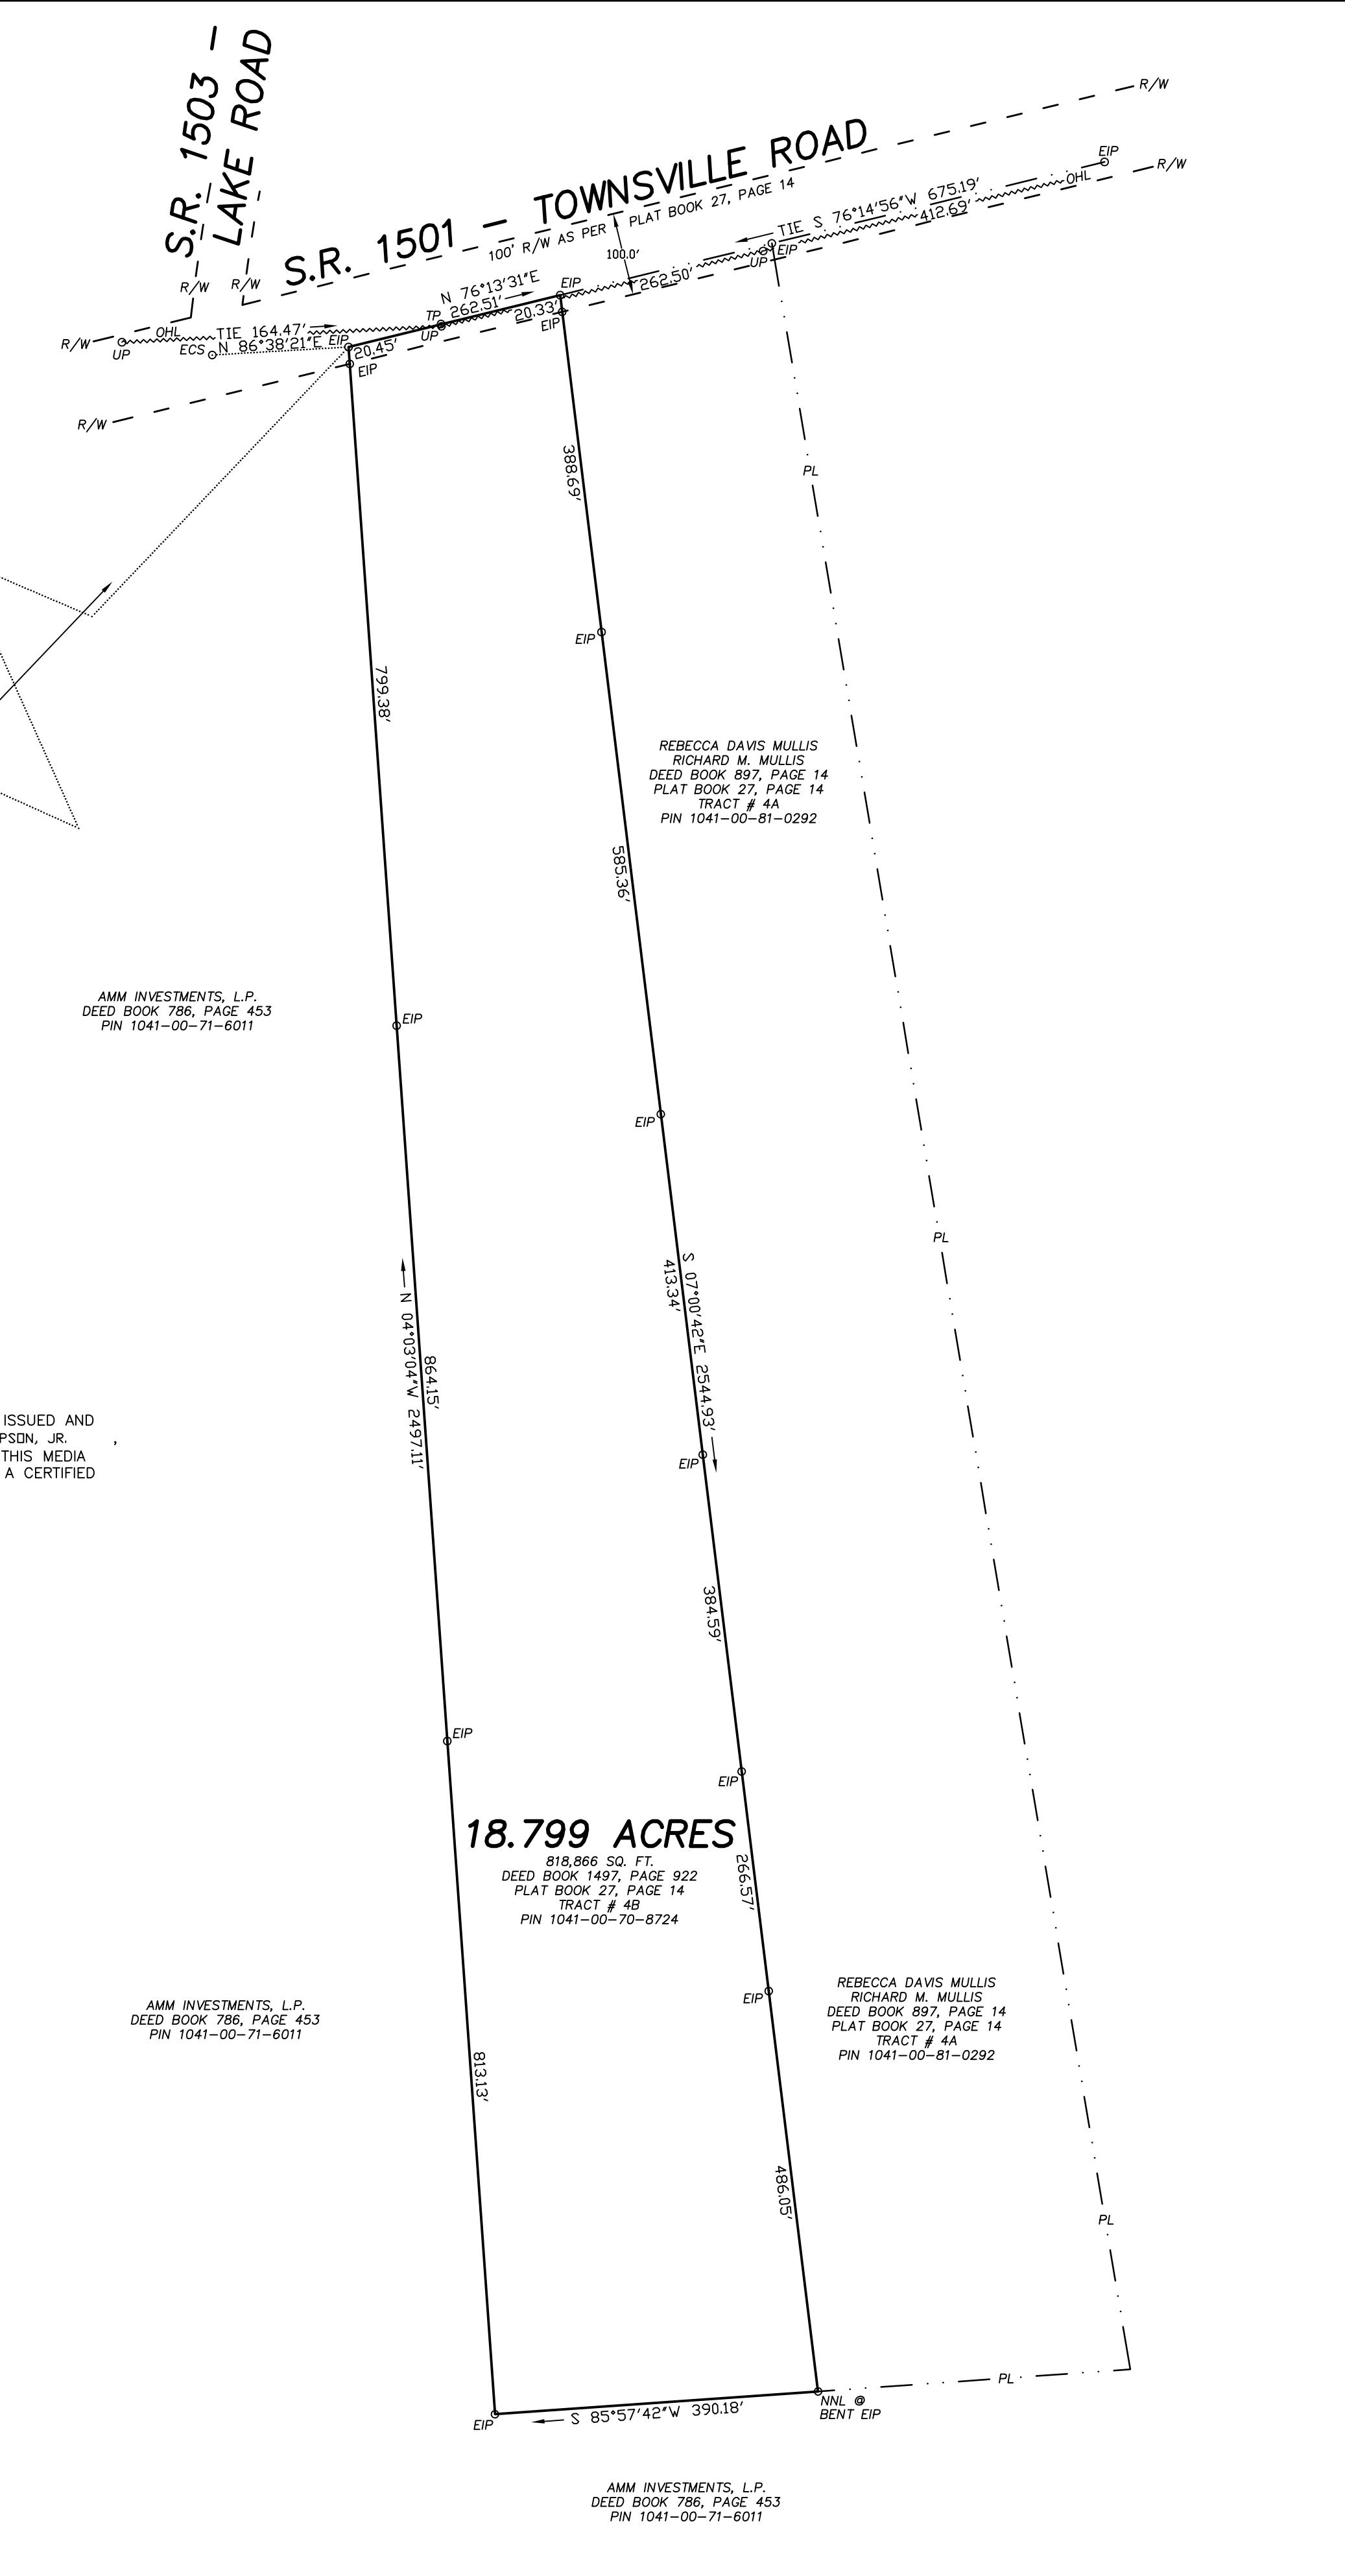 S.R. 1503 –
LAKE ROAD
R/W
R/W
S.R. 1501 – TOWNSVILLE ROAD
100' R/W AS PER PLAT BOOK 27, PAGE 14
100.0'
R/W
EIP
R/W
OHL
TIE S 76°14'56"W 675.19'
412.69'
EIP
UP
262.50'
N 76°13'31"E
262.51'
EIP
20.33'
EIP
TP
UP
R/W
OHL
TIE 164.47'
UP
ECS
N 86°38'21"E
EIP
20.45'
EIP
R/W
388.69'
PL
EIP
799.38'
REBECCA DAVIS MULLIS
RICHARD M. MULLIS
DEED BOOK 897, PAGE 14
PLAT BOOK 27, PAGE 14
TRACT # 4A
PIN 1041-00-81-0292
585.36'
AMM INVESTMENTS, L.P.
DEED BOOK 786, PAGE 453
PIN 1041-00-71-6011
EIP
EIP
PL
413.34'
S 07°00'42"E 2544.93'
N 04°03'04"W 2497.11'
864.15'
ISSUED AND
PSON, JR. ,
THIS MEDIA
A CERTIFIED
EIP
384.59'
EIP
EIP
18.799 ACRES
818,866 SQ. FT.
DEED BOOK 1497, PAGE 922
PLAT BOOK 27, PAGE 14
TRACT # 4B
PIN 1041-00-70-8724
266.57'
EIP
REBECCA DAVIS MULLIS
RICHARD M. MULLIS
DEED BOOK 897, PAGE 14
PLAT BOOK 27, PAGE 14
TRACT # 4A
PIN 1041-00-81-0292
AMM INVESTMENTS, L.P.
DEED BOOK 786, PAGE 453
PIN 1041-00-71-6011
813.13'
486.05'
PL
PL
NNL @
BENT EIP
S 85°57'42"W 390.18'
EIP
AMM INVESTMENTS, L.P.
DEED BOOK 786, PAGE 453
PIN 1041-00-71-6011